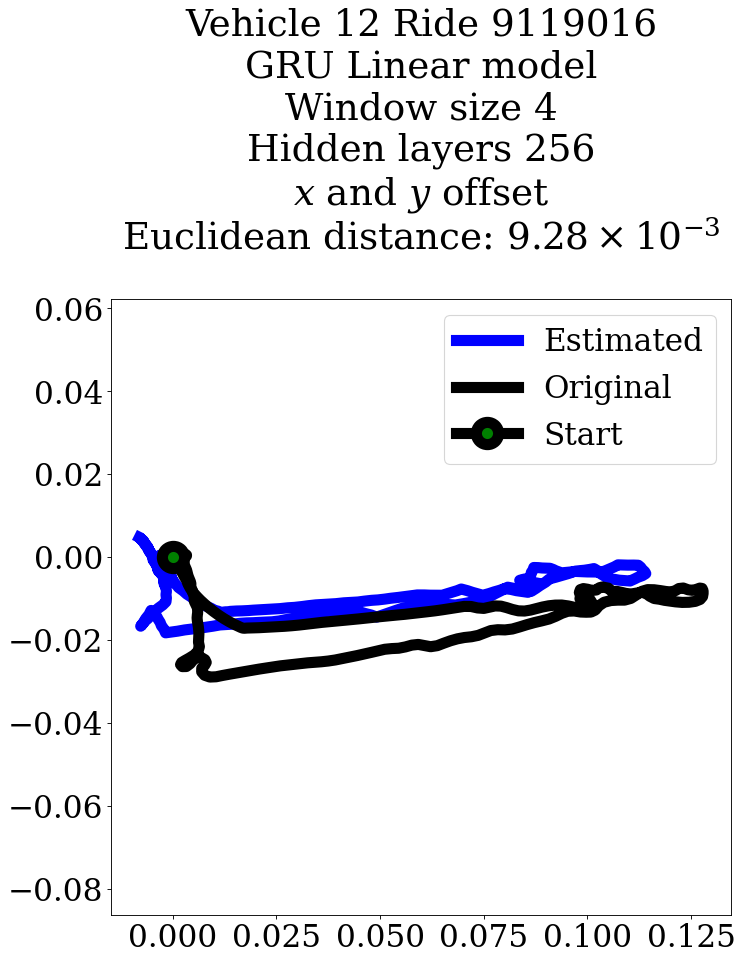 Vehicle 12 Ride 9119016
GRU Linear model
Window size 4
Hidden layers 256
x and y offset
Euclidean distance: 9.28 × 10⁻³
Estimated
Original
Start
0.06
0.04
0.02
0.00
−0.02
−0.04
−0.06
−0.08
0.000 0.025 0.050 0.075 0.100 0.125